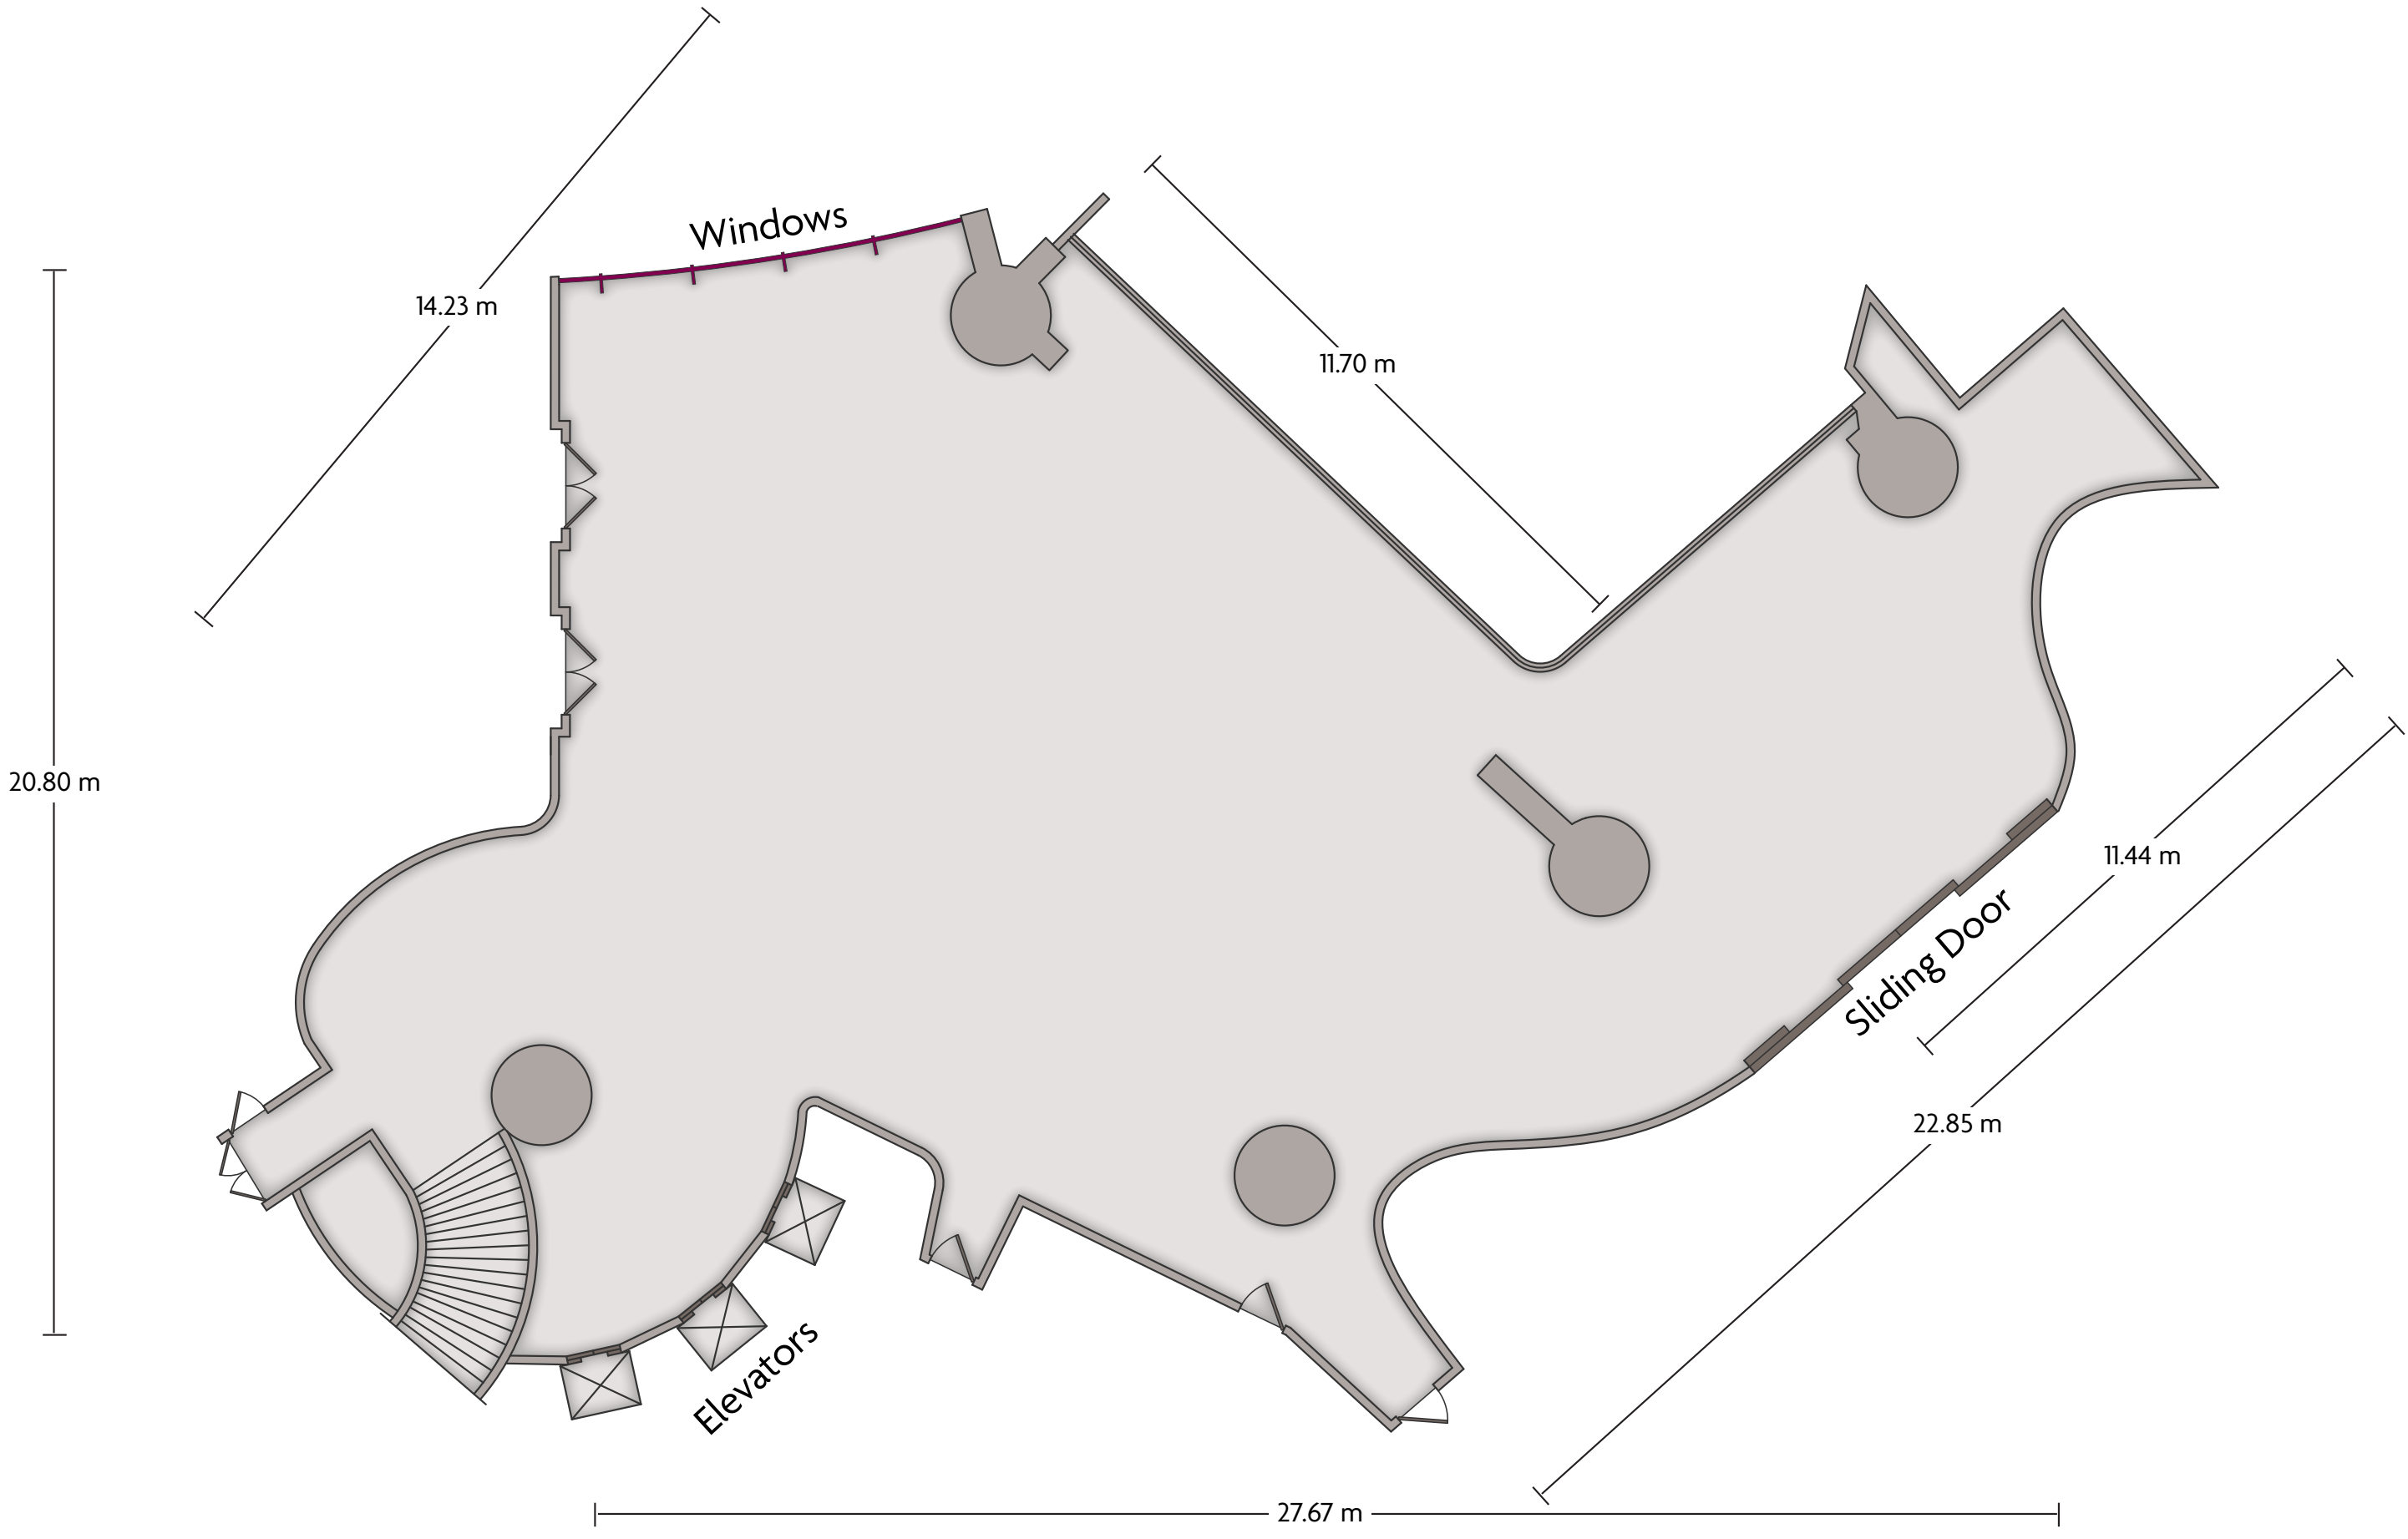 Windows
14.23 m
11.70 m
20.80 m
11.44 m
Sliding Door
22.85 m
Elevators
27.67 m